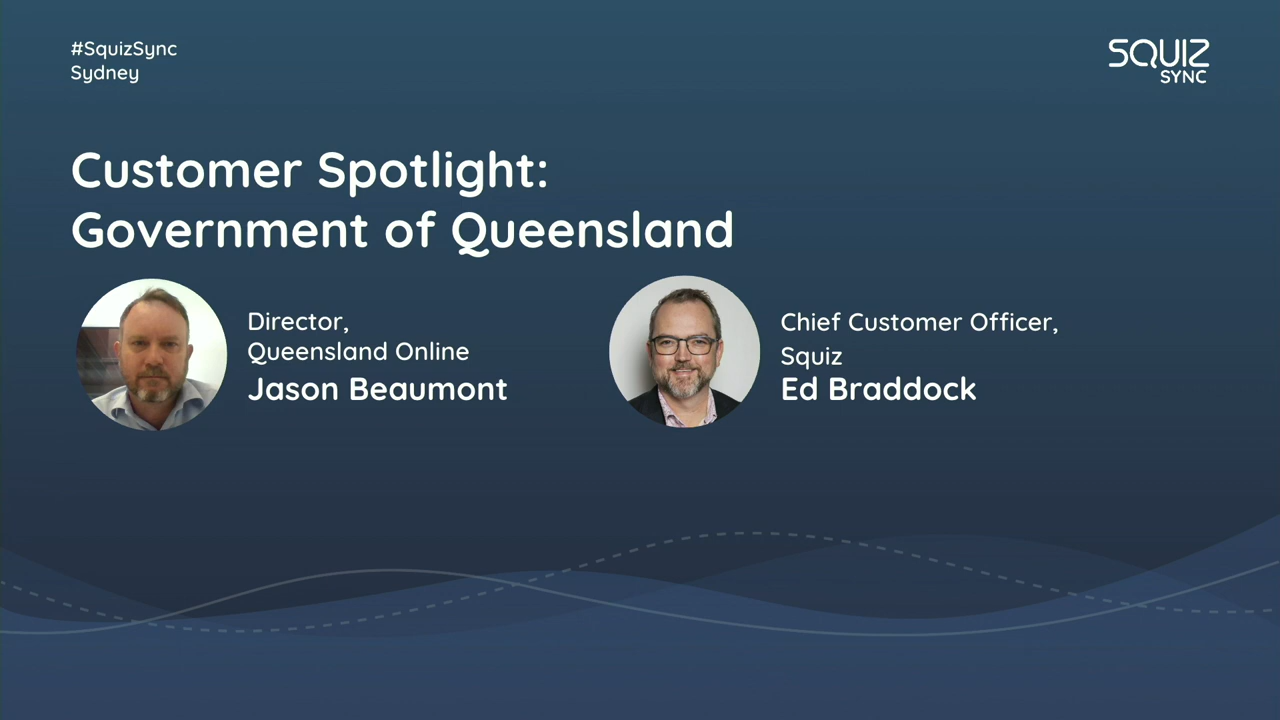 #SquizSync
Sydney
SQUIZ
SYNC
Customer Spotlight:
Government of Queensland
Director,
Queensland Online
Jason Beaumont
Chief Customer Officer,
Squiz
Ed Braddock